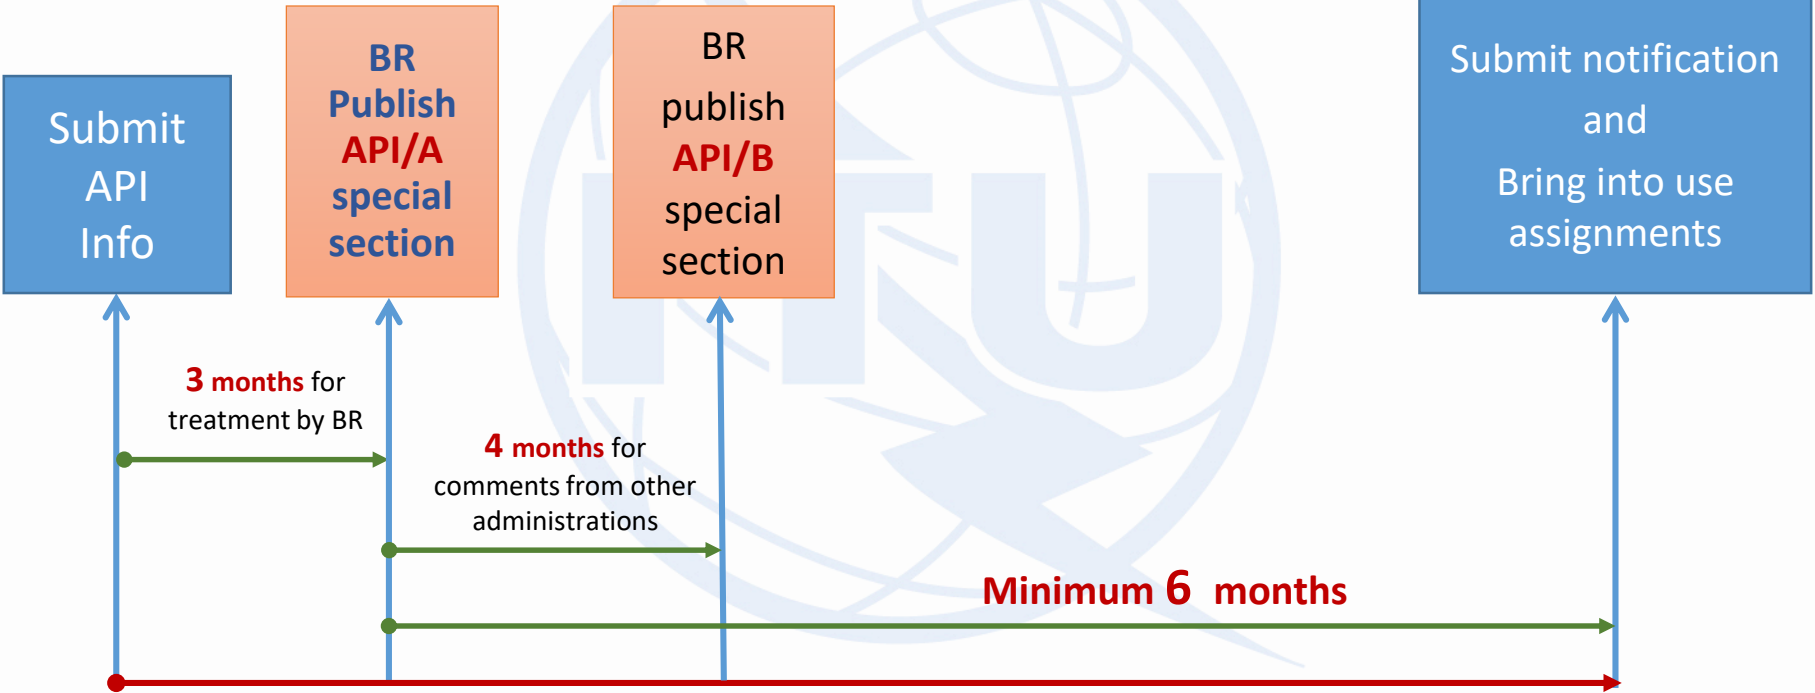 Submit
API
Info
BR
Publish
API/A
special
section
BR
publish
API/B
special
section
Submit notification
and
Bring into use
assignments
3 months for
treatment by BR
4 months for
comments from other
administrations
Minimum 6 months
ITU